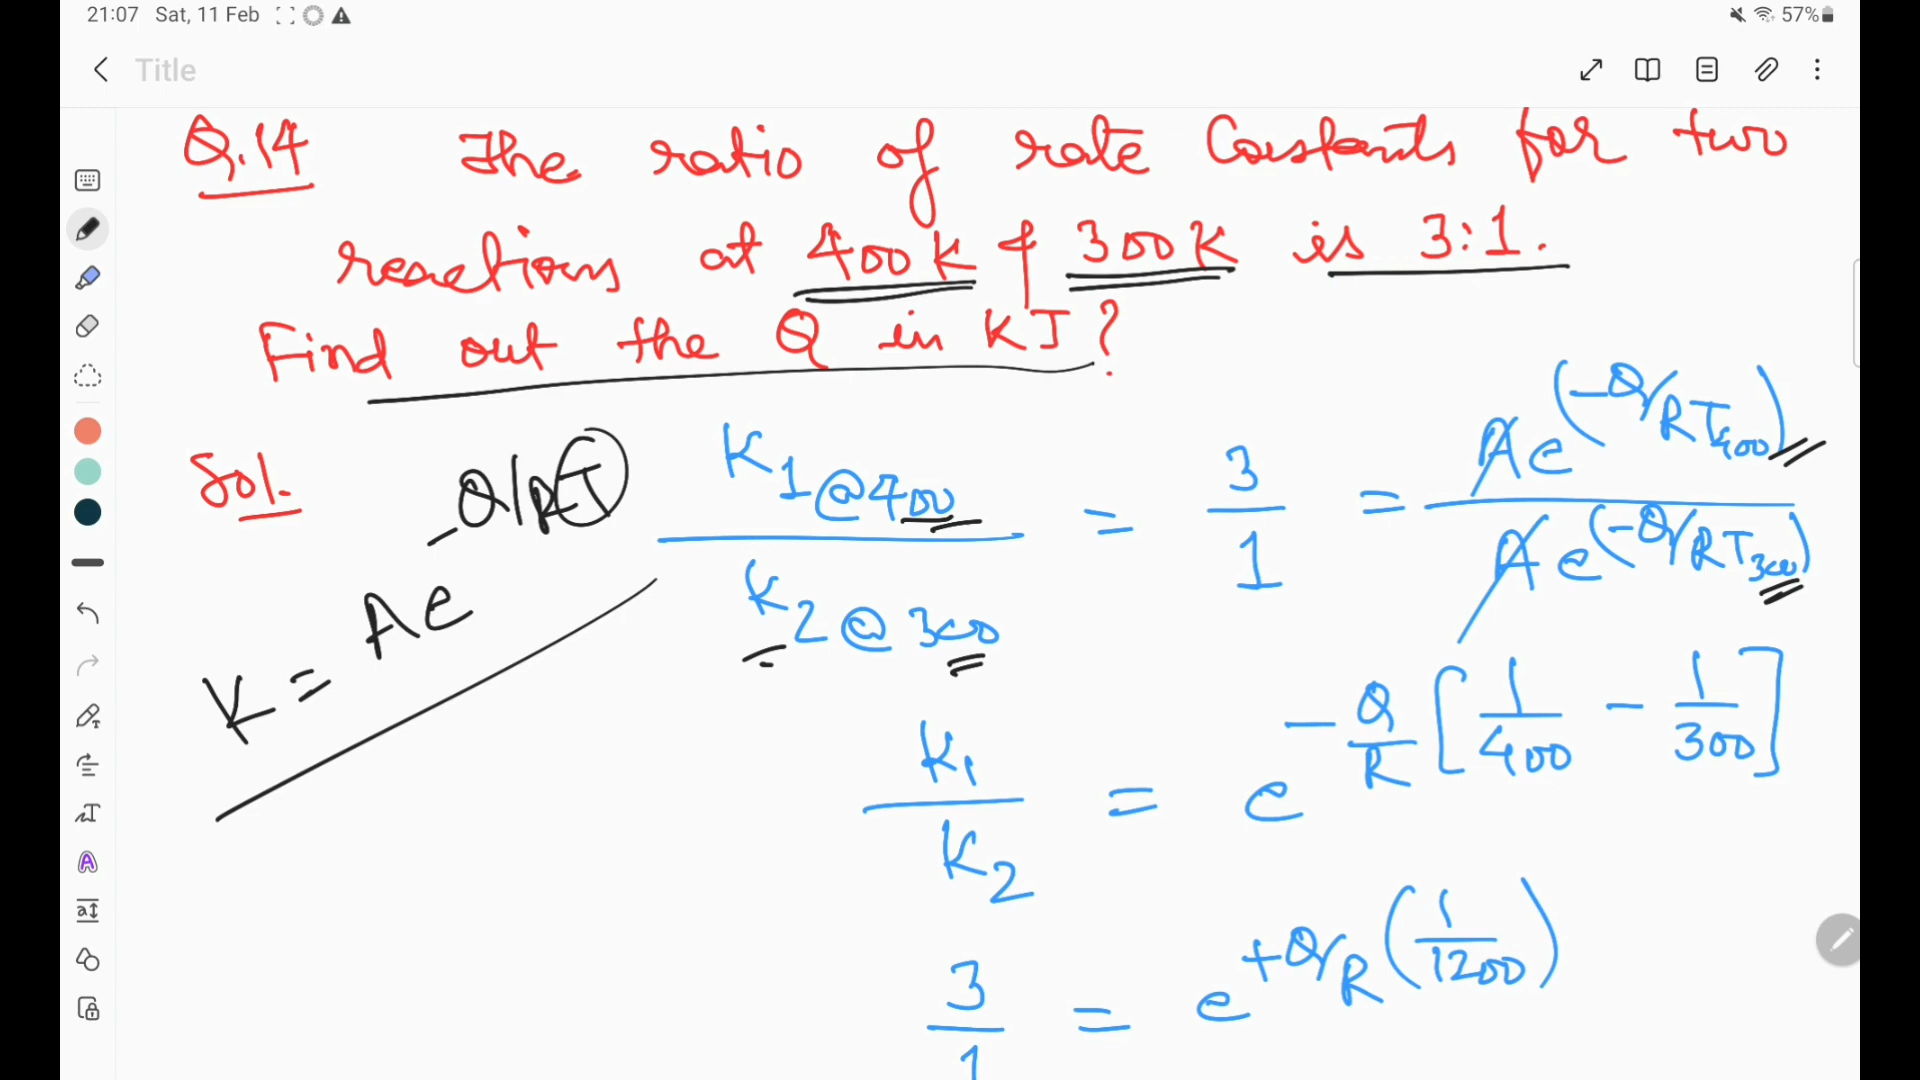 21:07 Sat, 11 Feb 57%
Title
Q.14 The ratio of rate Constants for two
reactions at 400 K & 300 K is 3:1.
Find out the Q in KJ?
Sol. K = Ae -Q/RT
K1@400 / K2@300 = 3/1 = Ae(-Q/RT400) / Ae(-Q/RT300)
K1/K2 = e -Q/R [1/400 - 1/300]
3/1 = e +Q/R (1/1200)